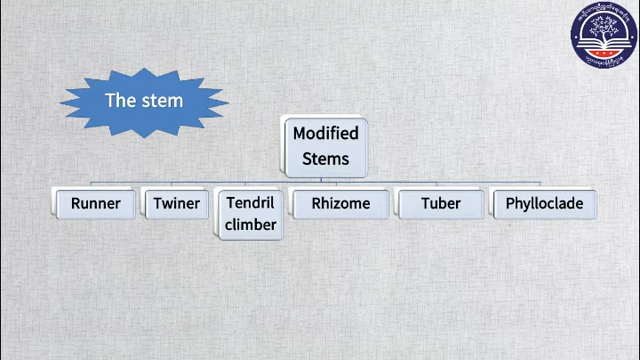 The stem
Modified
Stems
Runner
Twiner
Tendril
climber
Rhizome
Tuber
Phylloclade